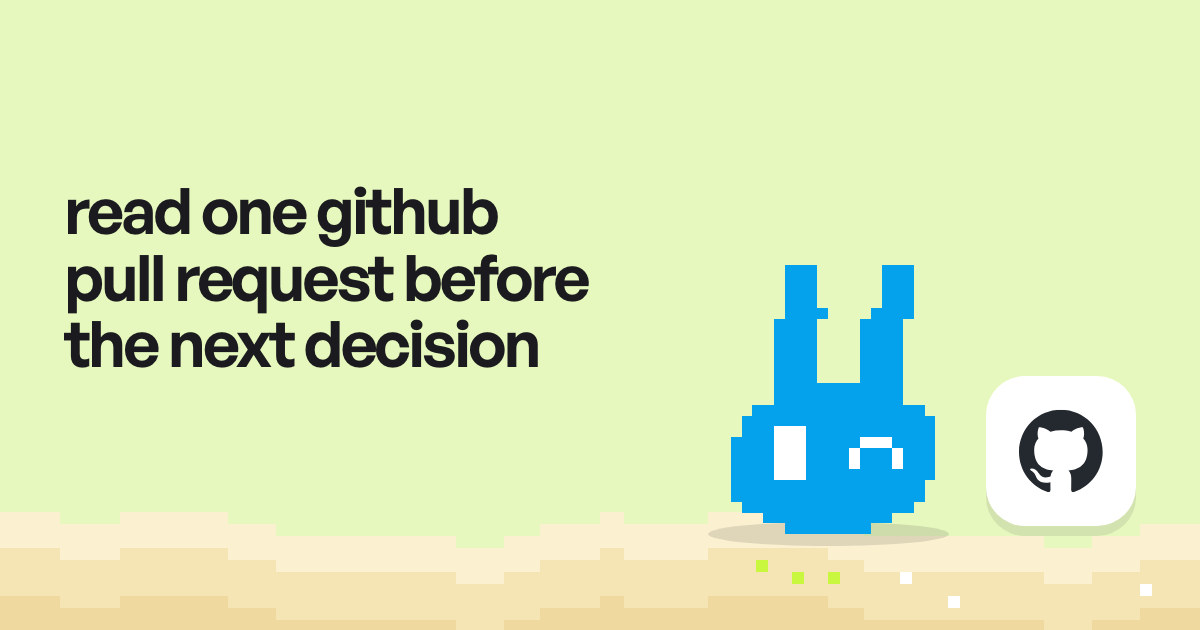 read one github
pull request before
the next decision